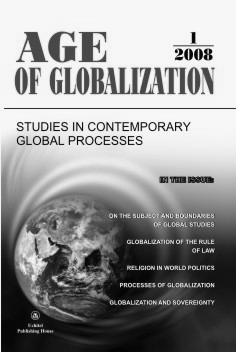 AGE
OF GLOBALIZATION
1
2008
STUDIES IN CONTEMPORARY
GLOBAL PROCESSES
IN THE ISSUE:
ON THE SUBJECT AND BOUNDARIES
OF GLOBAL STUDIES
GLOBALIZATION OF THE RULE
OF LAW
RELIGION IN WORLD POLITICS
PROCESSES OF GLOBALIZATION
GLOBALIZATION AND SOVEREIGNTY
Uchitel
Publishing House